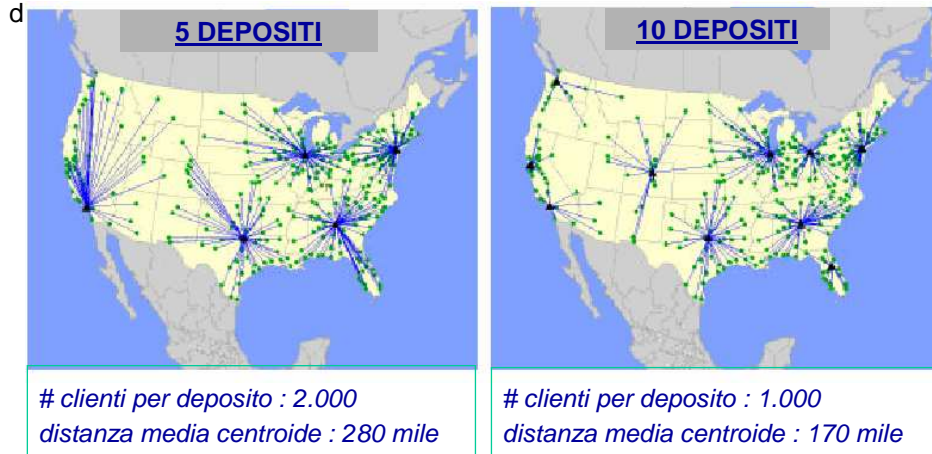 d
5 DEPOSITI
10 DEPOSITI
# clienti per deposito : 2.000
distanza media centroide : 280 mile
# clienti per deposito : 1.000
distanza media centroide : 170 mile